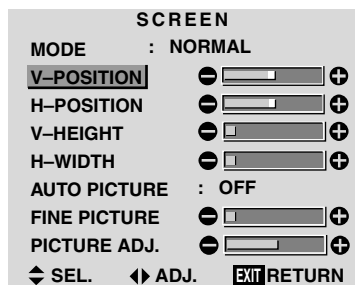 SCREEN
MODE : NORMAL
V–POSITION
H–POSITION
V–HEIGHT
H–WIDTH
AUTO PICTURE : OFF
FINE PICTURE
PICTURE ADJ.
SEL. ADJ. EXIT RETURN